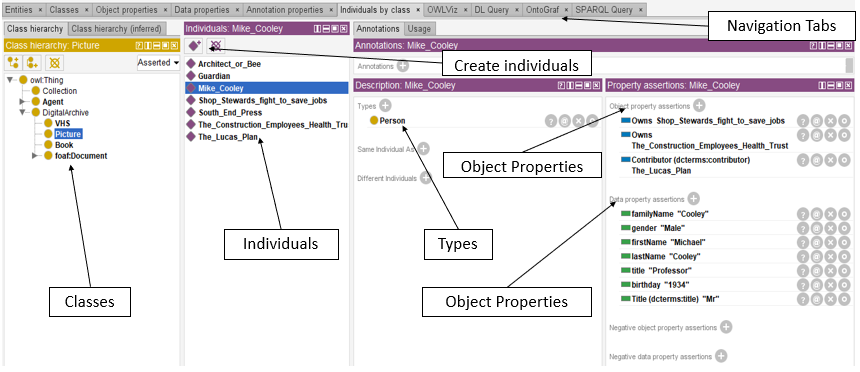 Entities × Classes × Object properties × Data properties × Annotation properties × Individuals by class × OWLViz × DL Query × OntoGraf × SPARQL Query ×
Navigation Tabs
Class hierarchy Class hierarchy (inferred)
Class hierarchy: Picture
Asserted
owl:Thing
Collection
Agent
DigitalArchive
VHS
Picture
Book
foaf:Document
Classes
Individuals: Mike_Cooley
Create individuals
Architect_or_Bee
Guardian
Mike_Cooley
Shop_Stewards_fight_to_save_jobs
South_End_Press
The_Construction_Employees_Health_Tru
The_Lucas_Plan
Individuals
Annotations Usage
Annotations: Mike_Cooley
Annotations
Description: Mike_Cooley
Types
Person
Same Individual As
Different Individuals
Types
Property assertions: Mike_Cooley
Object property assertions
Owns Shop_Stewards_fight_to_save_jobs
Owns
The_Construction_Employees_Health_Trust
Contributor (dcterms:contributor)
The_Lucas_Plan
Object Properties
Data property assertions
familyName "Cooley"
gender "Male"
firstName "Michael"
lastName "Cooley"
title "Professor"
birthday "1934"
Title (dcterms:title) "Mr"
Object Properties
Negative object property assertions
Negative data property assertions